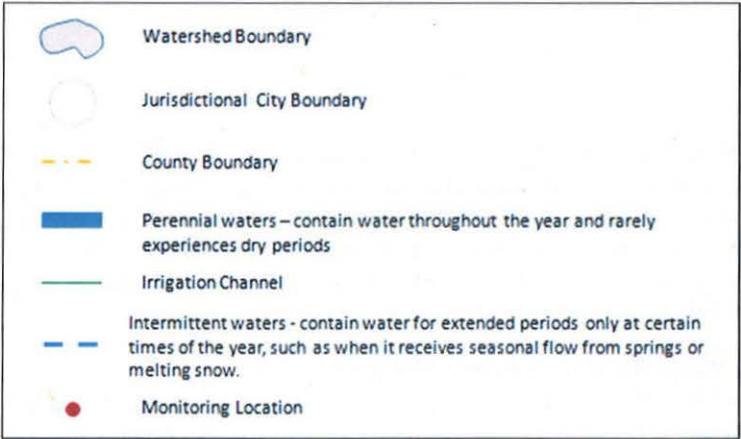 Watershed Boundary
Jurisdictional City Boundary
County Boundary
Perennial waters – contain water throughout the year and rarely
experiences dry periods
Irrigation Channel
Intermittent waters - contain water for extended periods only at certain
times of the year, such as when it receives seasonal flow from springs or
melting snow.
Monitoring Location